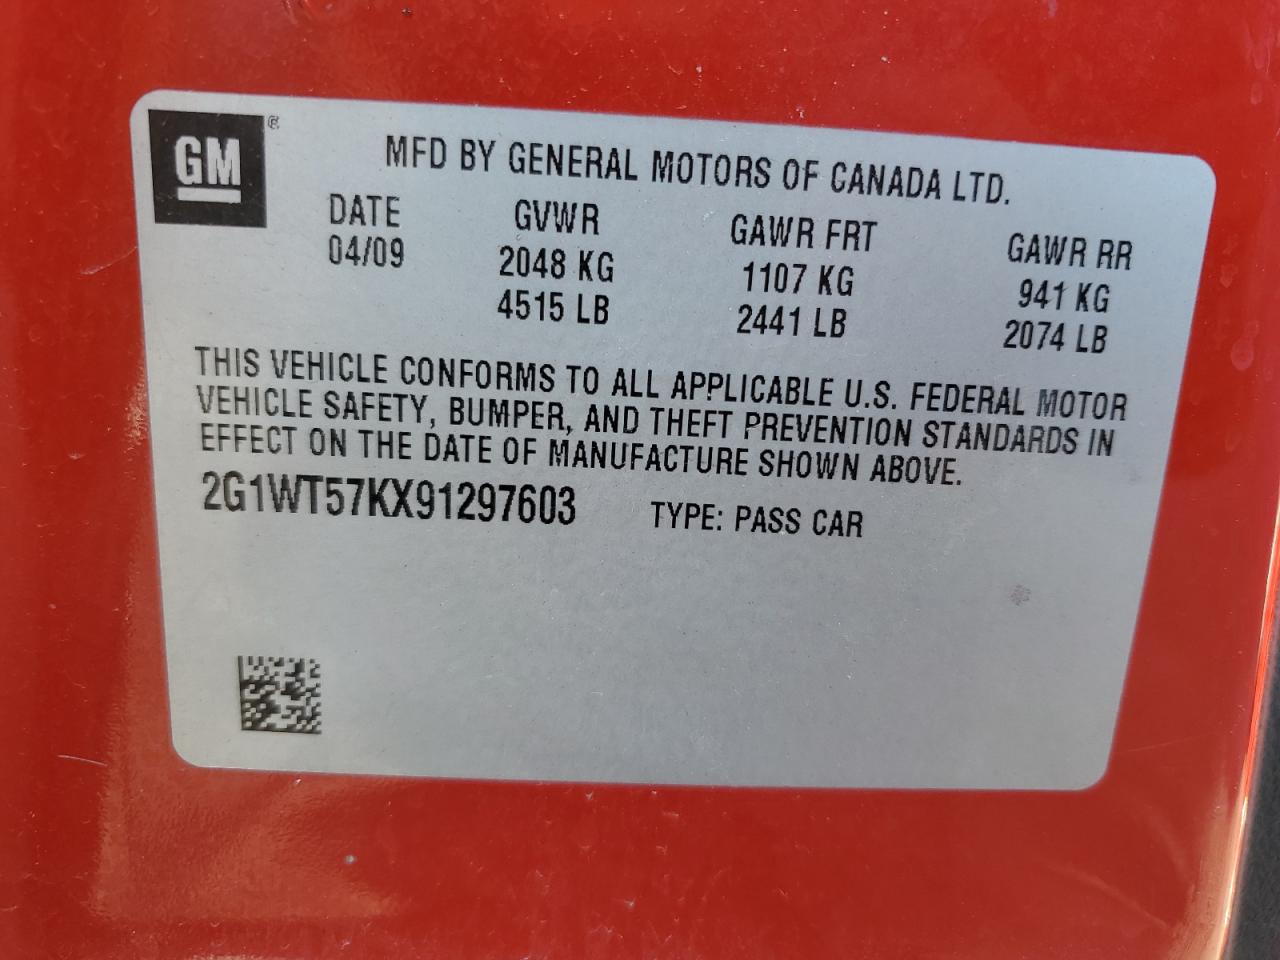 GM®
MFD BY GENERAL MOTORS OF CANADA LTD.
DATE GVWR GAWR FRT GAWR RR
04/09 2048 KG 1107 KG 941 KG
4515 LB 2441 LB 2074 LB
THIS VEHICLE CONFORMS TO ALL APPLICABLE U.S. FEDERAL MOTOR
VEHICLE SAFETY, BUMPER, AND THEFT PREVENTION STANDARDS IN
EFFECT ON THE DATE OF MANUFACTURE SHOWN ABOVE.
2G1WT57KX91297603 TYPE: PASS CAR